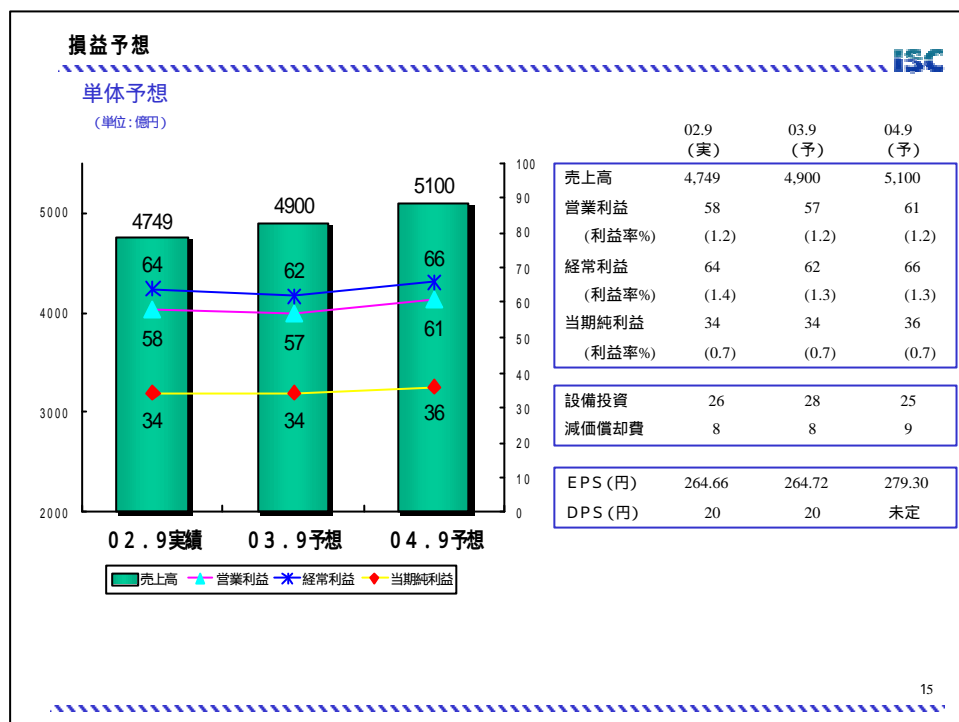 損益予想
ISC
単体予想
(単位:億円)
02.9 03.9 04.9
(実) (予) (予)
売上高 4,749 4,900 5,100
営業利益 58 57 61
(利益率%) (1.2) (1.2) (1.2)
経常利益 64 62 66
(利益率%) (1.4) (1.3) (1.3)
当期純利益 34 34 36
(利益率%) (0.7) (0.7) (0.7)
設備投資 26 28 25
減価償却費 8 8 9
EPS(円) 264.66 264.72 279.30
DPS(円) 20 20 未定
5000
4000
3000
2000
4749 4900 5100
64 62 66
58 57 61
34 34 36
100
90
80
70
60
50
40
30
20
10
0
02.9実績 03.9予想 04.9予想
売上高 営業利益 経常利益 当期純利益
15